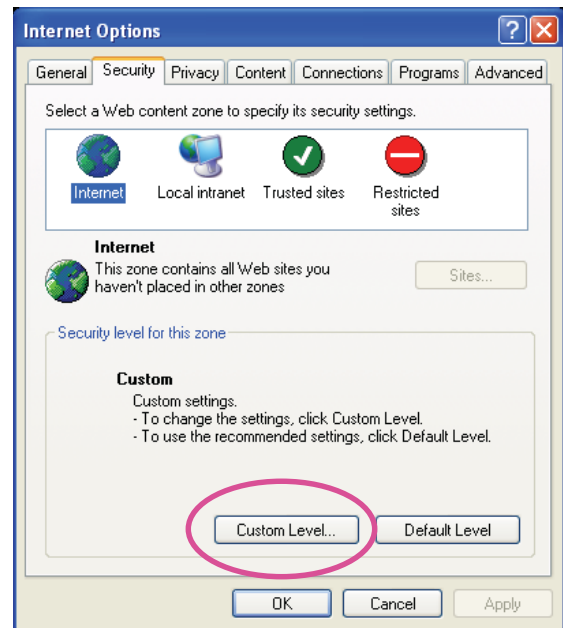 Internet Options
General Security Privacy Content Connections Programs Advanced
Select a Web content zone to specify its security settings.
Internet Local intranet Trusted sites Restricted sites
Internet
This zone contains all Web sites you
haven't placed in other zones
Sites...
Security level for this zone
Custom
Custom settings.
- To change the settings, click Custom Level.
- To use the recommended settings, click Default Level.
Custom Level... Default Level
OK Cancel Apply